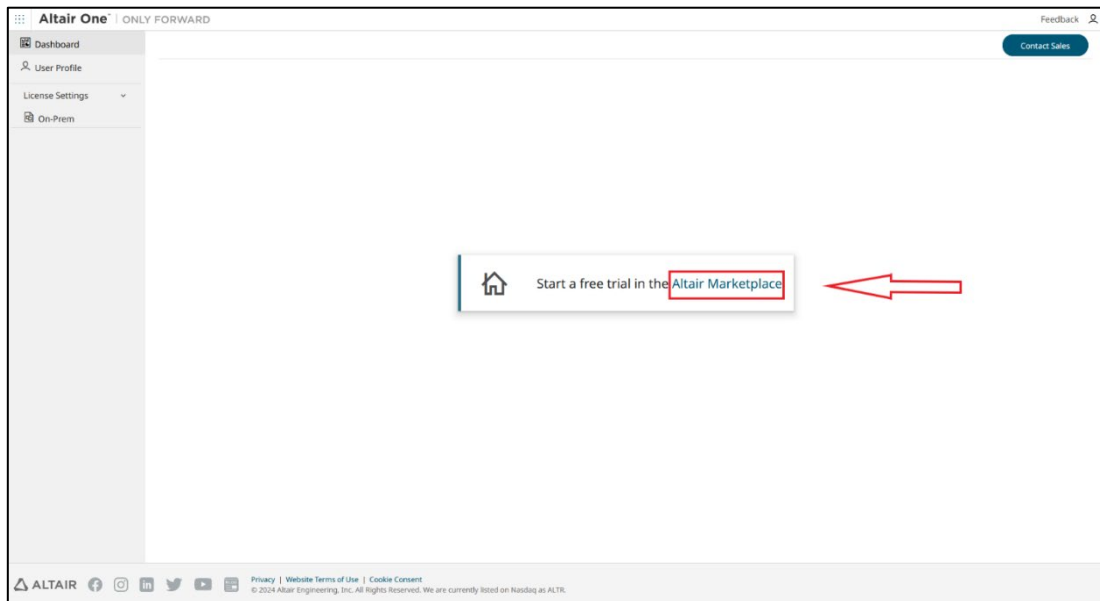 Altair One™ | ONLY FORWARD
Feedback
Dashboard
Contact Sales
User Profile
License Settings
On-Prem
Start a free trial in the Altair Marketplace
ALTAIR
Privacy | Website Terms of Use | Cookie Consent
© 2024 Altair Engineering, Inc. All Rights Reserved. We are currently listed on Nasdaq as ALTR.